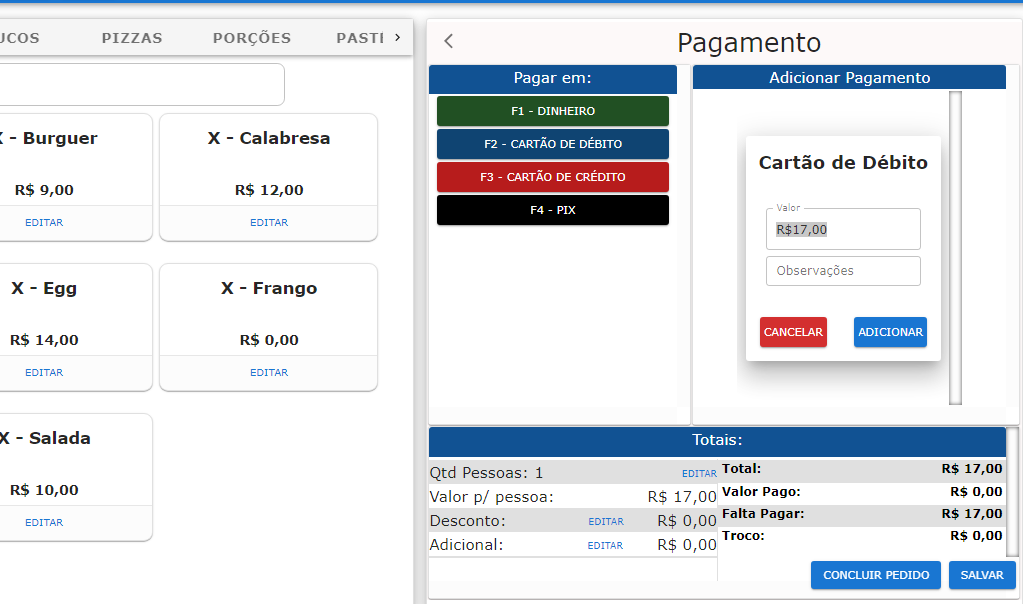 UCOS PIZZAS PORÇÕES PASTI
X - Burguer
R$ 9,00
EDITAR
X - Calabresa
R$ 12,00
EDITAR
X - Egg
R$ 14,00
EDITAR
X - Frango
R$ 0,00
EDITAR
X - Salada
R$ 10,00
EDITAR
Pagamento
Pagar em:
F1 - DINHEIRO
F2 - CARTÃO DE DÉBITO
F3 - CARTÃO DE CRÉDITO
F4 - PIX
Adicionar Pagamento
Cartão de Débito
Valor
R$17,00
Observações
CANCELAR ADICIONAR
Totais:
Qtd Pessoas: 1 EDITAR
Valor p/ pessoa: R$ 17,00
Desconto: EDITAR R$ 0,00
Adicional: EDITAR R$ 0,00
Total: R$ 17,00
Valor Pago: R$ 0,00
Falta Pagar: R$ 17,00
Troco: R$ 0,00
CONCLUIR PEDIDO SALVAR